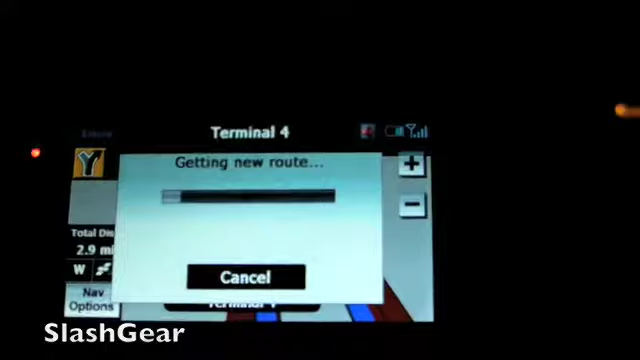 Terminal 4
Getting new route...
+
Total Dis
2.9 mi
−
W
Cancel
Nav
Options
SlashGear